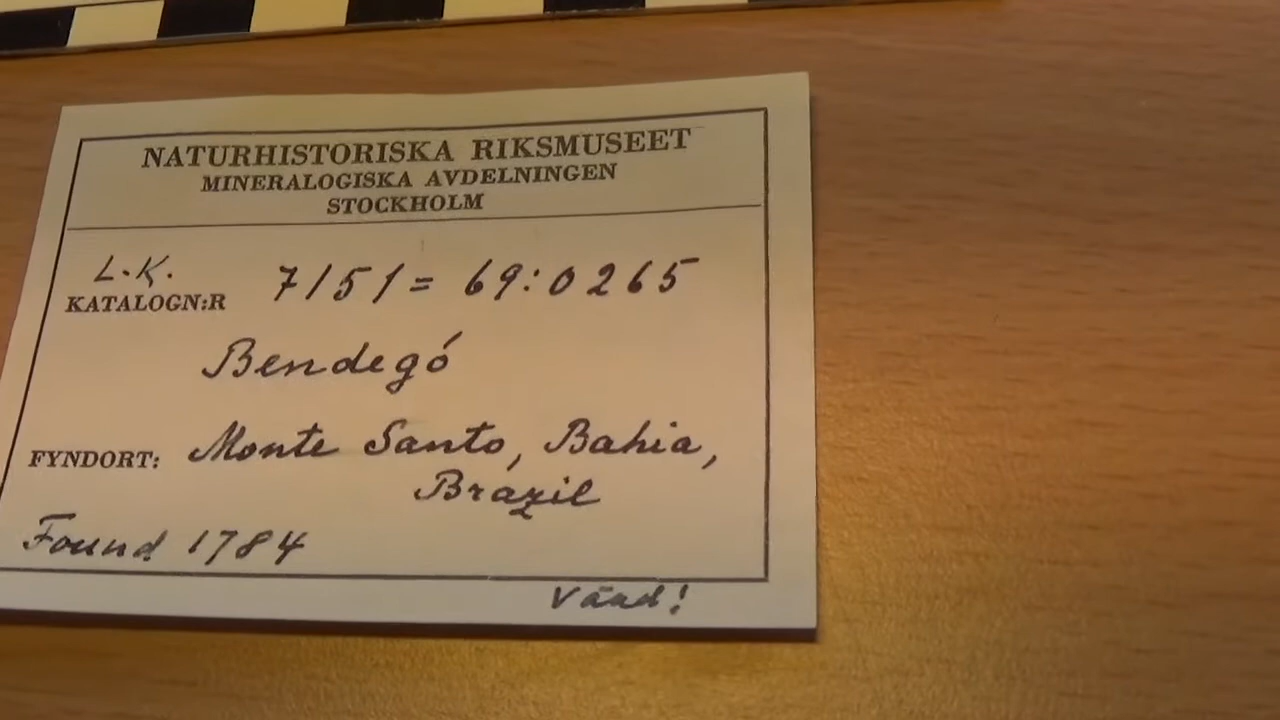 NATURHISTORISKA RIKSMUSEET
MINERALOGISKA AVDELNINGEN
STOCKHOLM
L.K.
KATALOGN:R 7151 = 69:0265
Bendegó
FYNDORT: Monte Santo, Bahia,
Brazil
Found 1784
Vänd!